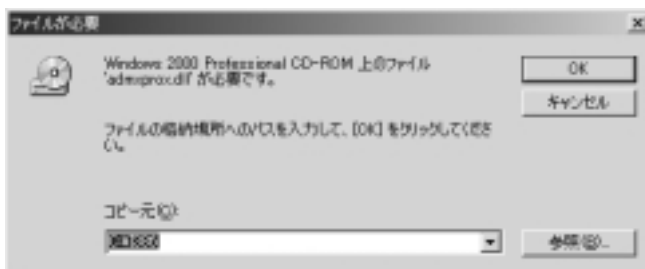 ファイルが必要
Windows 2000 Professional CD-ROM 上のファイル
'admxprox.dll' が必要です。
OK
キャンセル
ファイルの格納場所へのパスを入力して、[OK] をクリックしてくださ
い。
コピー元(C):
参照(B)...